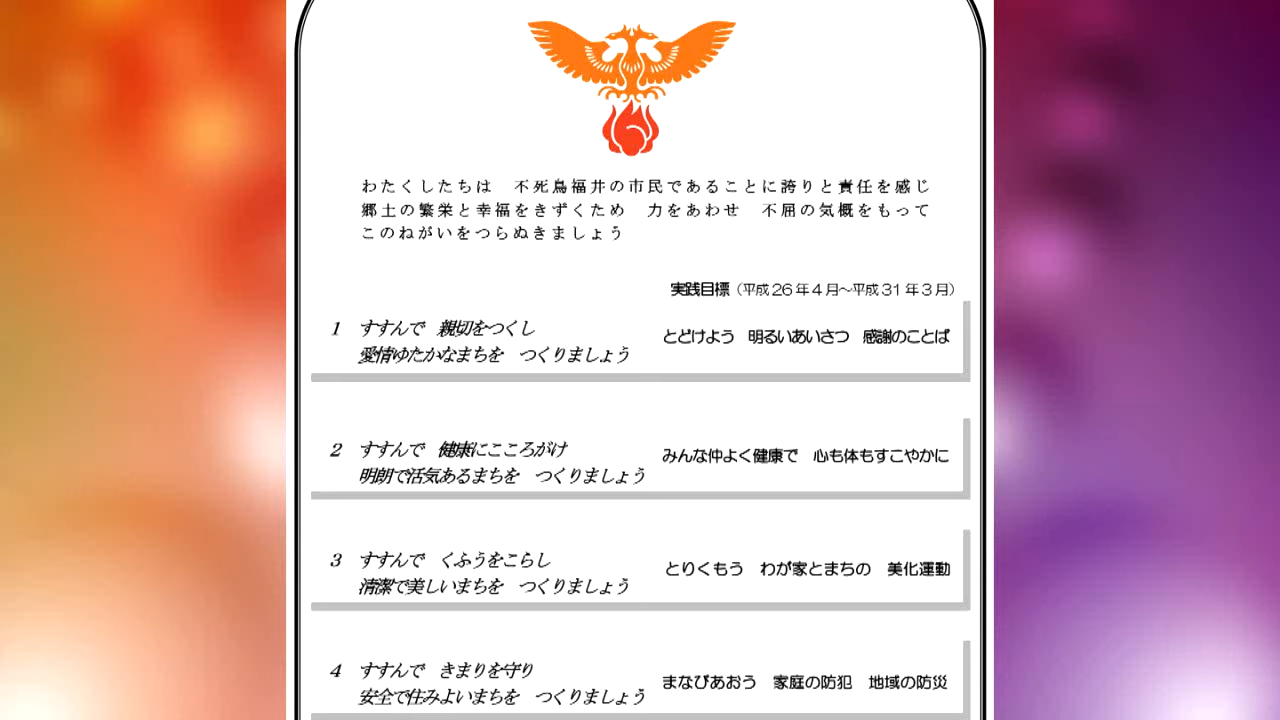 わたくしたちは　不死鳥福井の市民であることに誇りと責任を感じ
郷土の繁栄と幸福をきずくため　力をあわせ　不屈の気概をもって
このねがいをつらぬきましょう
実践目標（平成26年4月～平成31年3月）
1　すすんで　親切をつくし
愛情ゆたかなまちを　つくりましょう
とどけよう　明るいあいさつ　感謝のことば
2　すすんで　健康にこころがけ
明朗で活気あるまちを　つくりましょう
みんな仲よく健康で　心も体もすこやかに
3　すすんで　くふうをこらし
清潔で美しいまちを　つくりましょう
とりくもう　わが家とまちの　美化運動
4　すすんで　きまりを守り
安全で住みよいまちを　つくりましょう
まなびあおう　家庭の防犯　地域の防災